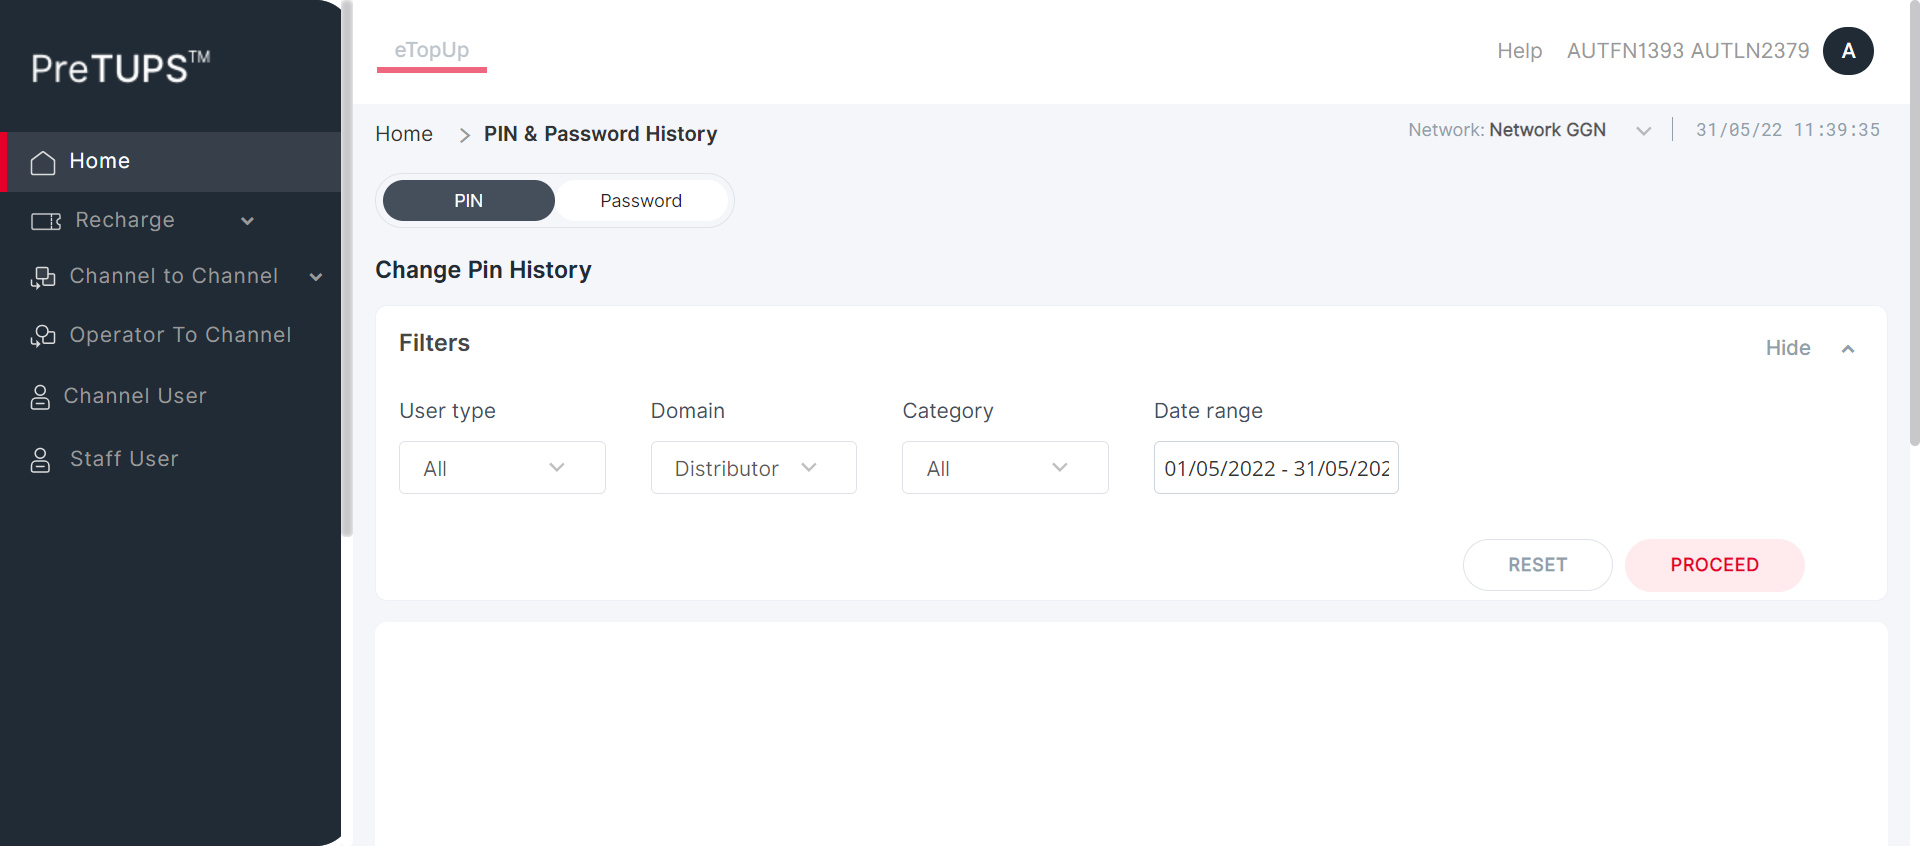 PreTUPS™
eTopUp
Help AUTFN1393 AUTLN2379 A
Home > PIN & Password History
Network: Network GGN 31/05/22 11:39:35
Home
Recharge
Channel to Channel
Operator To Channel
Channel User
Staff User
PIN Password
Change Pin History
Filters
Hide
User type Domain Category Date range
All Distributor All 01/05/2022 - 31/05/202
RESET PROCEED